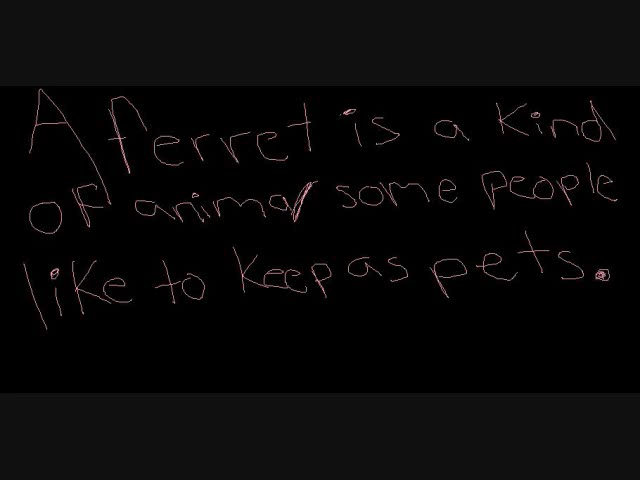 A ferret is a kind
of animal some people
like to keep as pets.